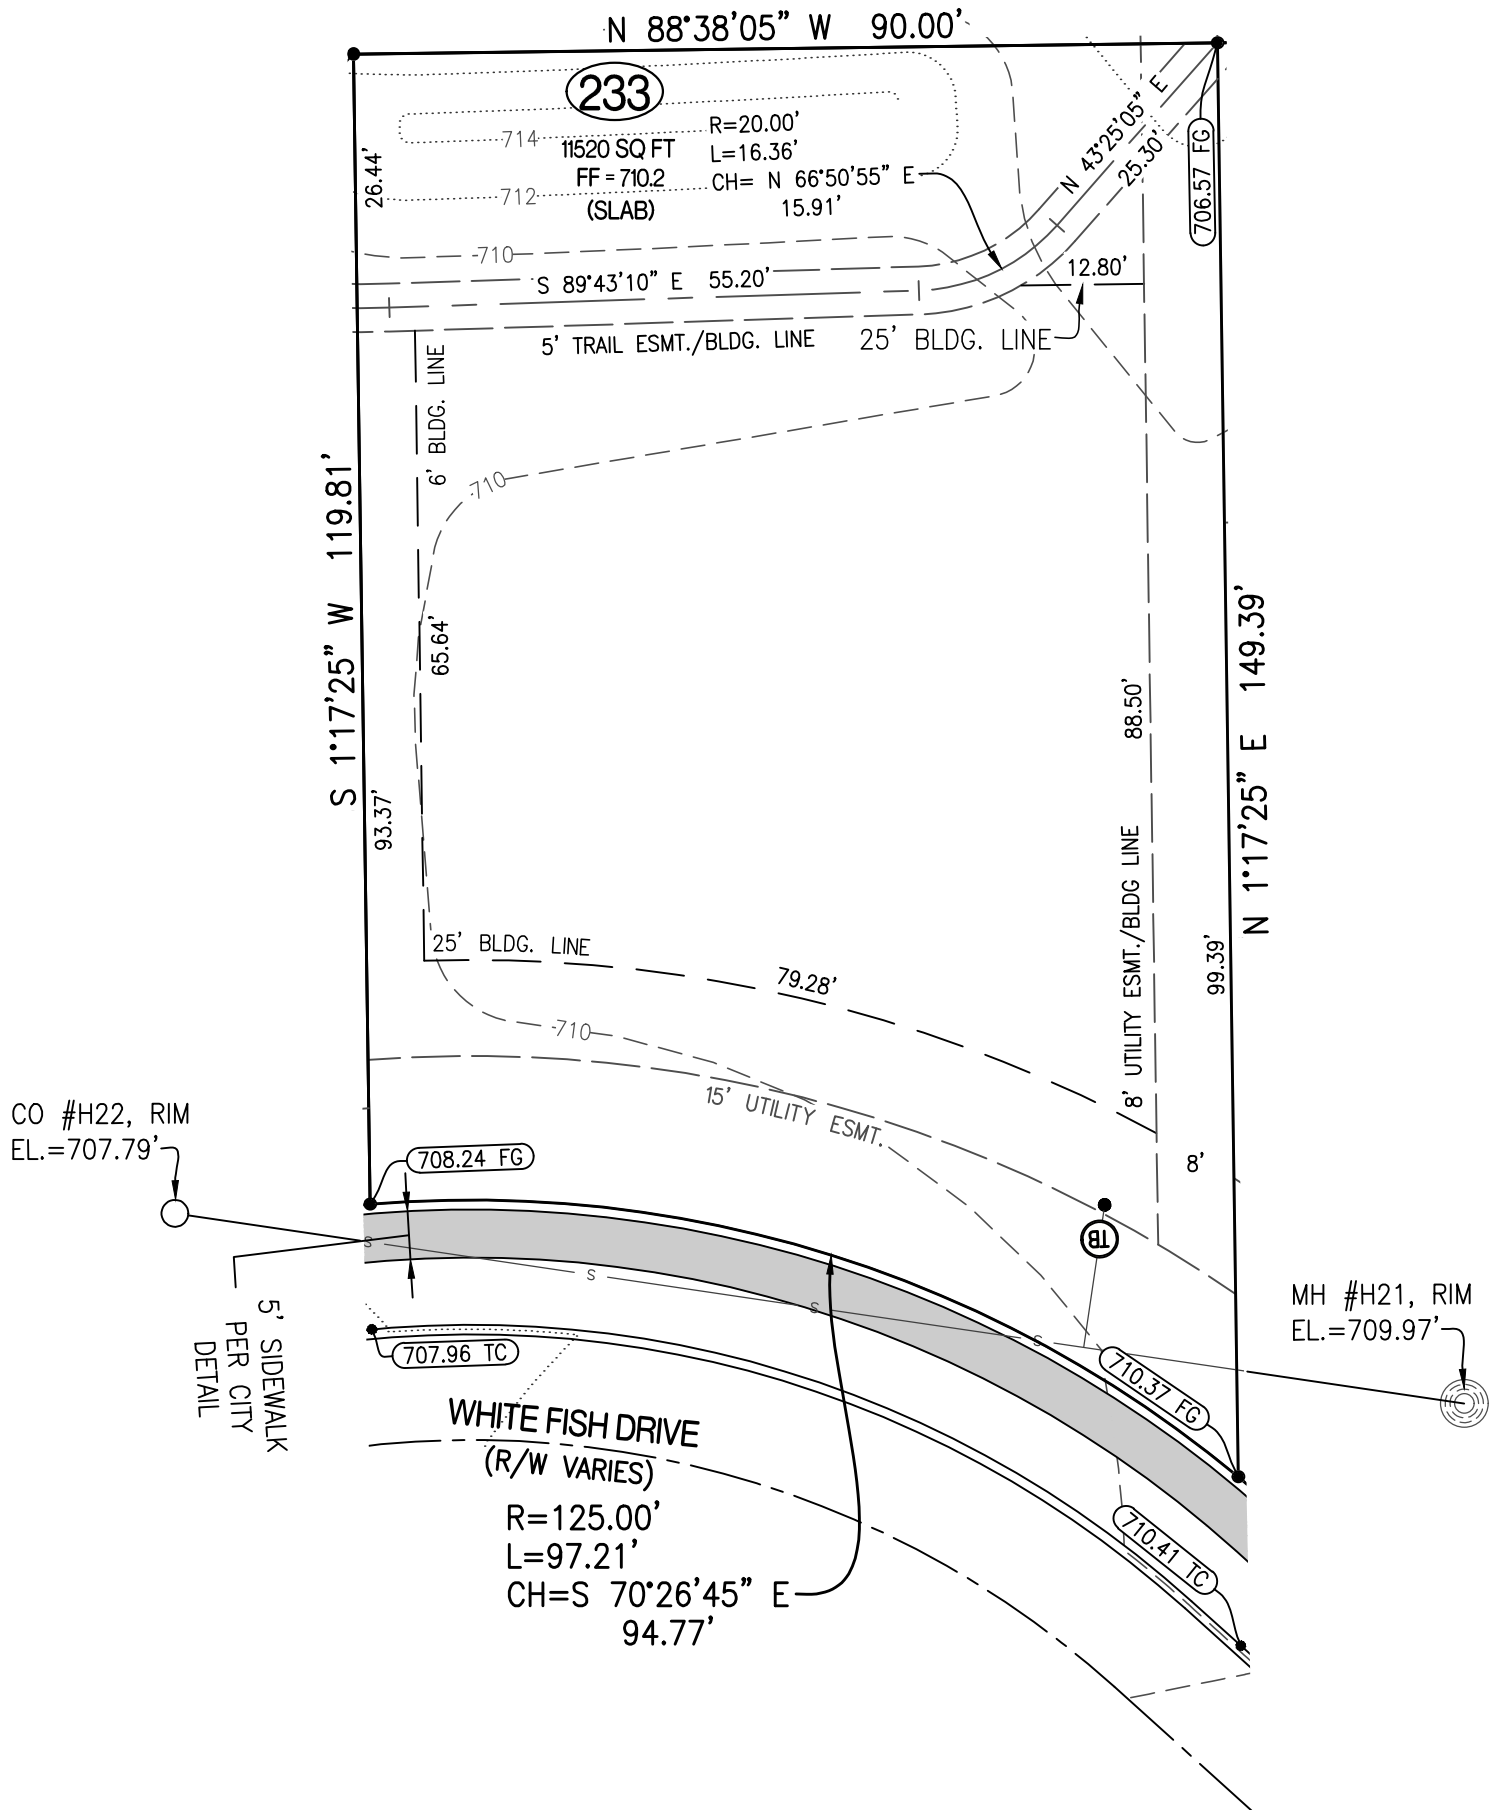 N 88°38'05" W 90.00'
233
11520 SQ FT
FF = 710.2
(SLAB)
714
712
-710
R=20.00'
L=16.36'
CH= N 66°50'55" E
15.91'
N 43°25'05" E
25.30'
706.57 FG
26.44'
S 89°43'10" E 55.20'
12.80'
5' TRAIL ESMT./BLDG. LINE
25' BLDG. LINE
6' BLDG. LINE
-710
S 1°17'25" W 119.81'
65.64'
93.37'
88.50'
N 1°17'25" E 149.39'
8' UTILITY ESMT./BLDG LINE
99.39'
25' BLDG. LINE
79.28'
-710
15' UTILITY ESMT.
8'
CO #H22, RIM
EL.=707.79'
708.24 FG
TB
S
S
S
S
MH #H21, RIM
EL.=709.97'
5' SIDEWALK
PER CITY
DETAIL
707.96 TC
710.37 FG
WHITE FISH DRIVE
(R/W VARIES)
R=125.00'
L=97.21'
CH=S 70°26'45" E
94.77'
710.41 TC